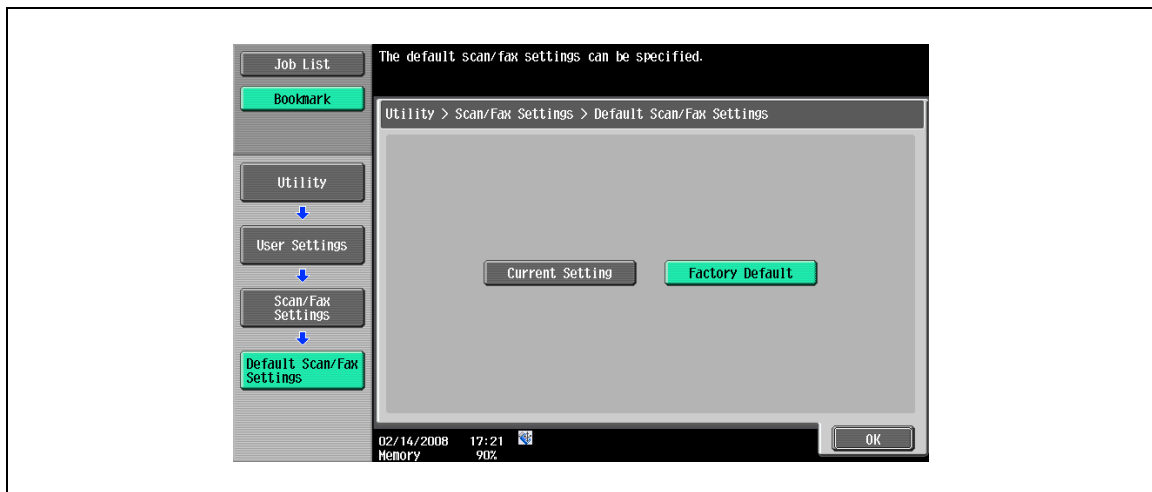 Job List
Bookmark
The default scan/fax settings can be specified.
Utility > Scan/Fax Settings > Default Scan/Fax Settings
Utility
User Settings
Scan/Fax
Settings
Default Scan/Fax
Settings
Current Setting
Factory Default
02/14/2008 17:21
Memory 90%
OK